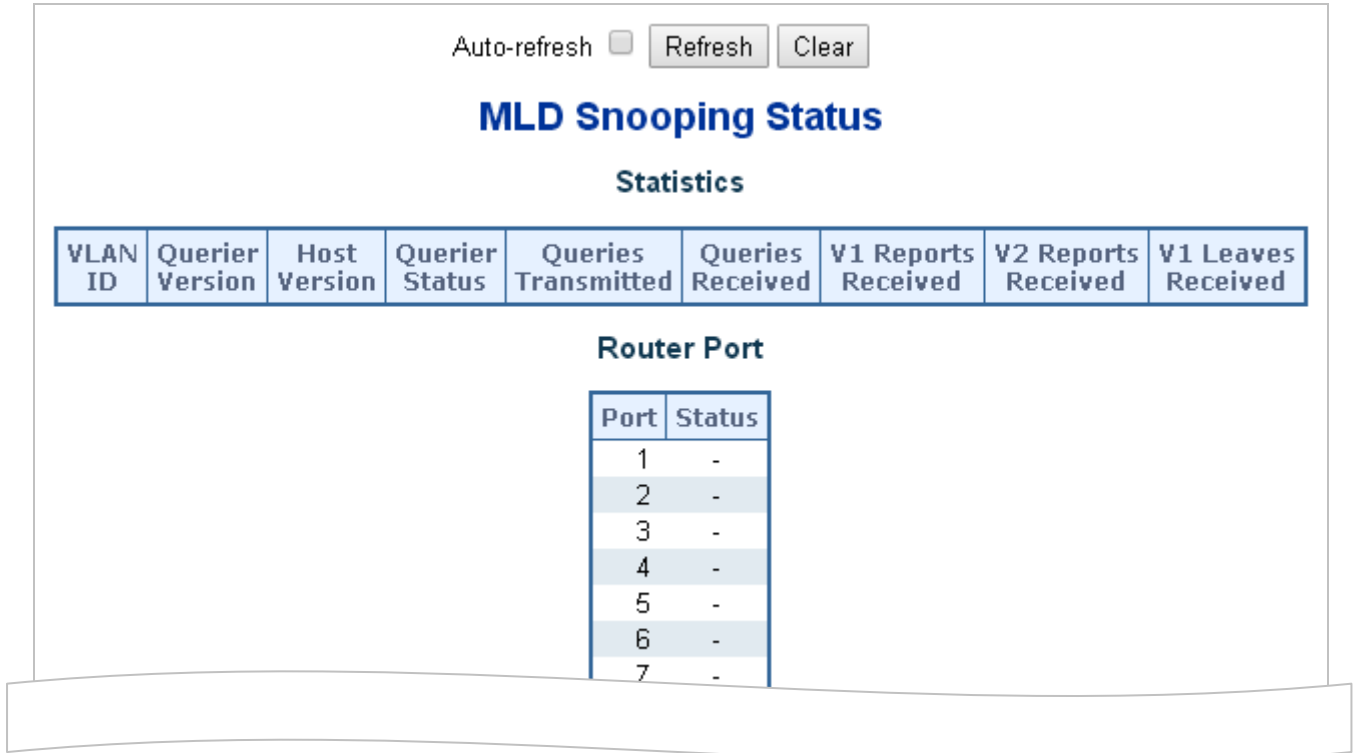 Auto-refresh Refresh Clear
MLD Snooping Status
Statistics
VLAN ID Querier Version Host Version Querier Status Queries Transmitted Queries Received V1 Reports Received V2 Reports Received V1 Leaves Received
Router Port
Port Status
1 -
2 -
3 -
4 -
5 -
6 -
7 -